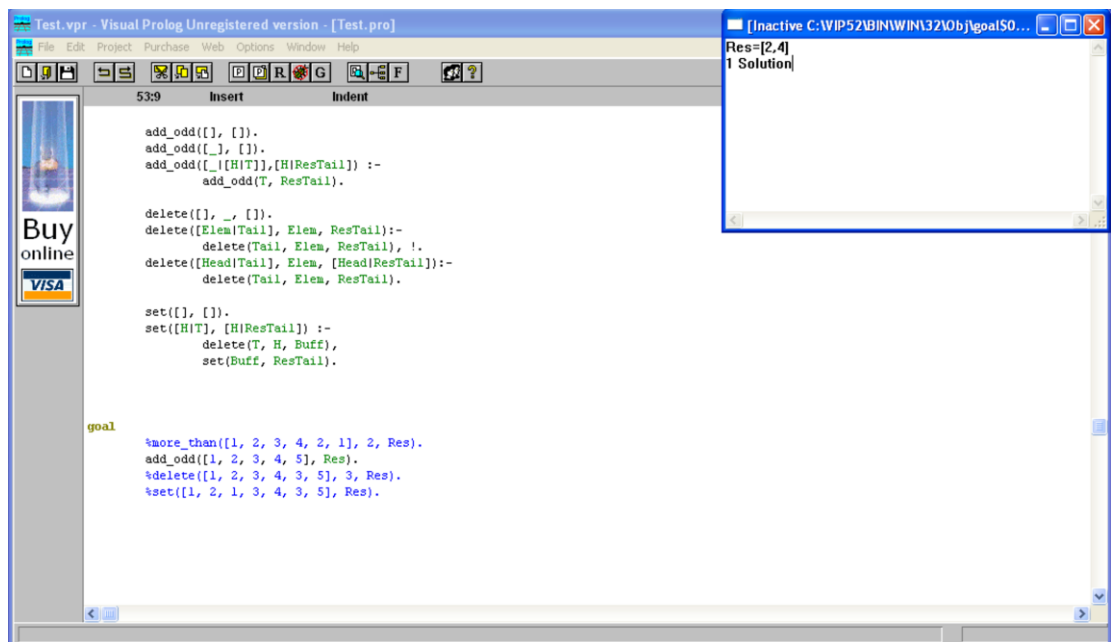 Test.vpr - Visual Prolog Unregistered version - [Test.pro]
[Inactive C:\VIP52\BIN\WIN\32\Obj\goal$0...
File Edit Project Purchase Web Options Window Help
Res=[2,4]
1 Solution
P P R G F ?
53:9 Insert Indent
add_odd([], []).
add_odd([_], []).
add_odd([_|[H|T]],[H|ResTail]) :-
add_odd(T, ResTail).
delete([], _, []).
delete([Elem|Tail], Elem, ResTail):-
delete(Tail, Elem, ResTail), !.
delete([Head|Tail], Elem, [Head|ResTail]):-
delete(Tail, Elem, ResTail).
set([], []).
set([H|T], [H|ResTail]) :-
delete(T, H, Buff),
set(Buff, ResTail).
Buy
online
VISA
goal
%more_than([1, 2, 3, 4, 2, 1], 2, Res).
add_odd([1, 2, 3, 4, 5], Res).
%delete([1, 2, 3, 4, 3, 5], 3, Res).
%set([1, 2, 1, 3, 4, 3, 5], Res).